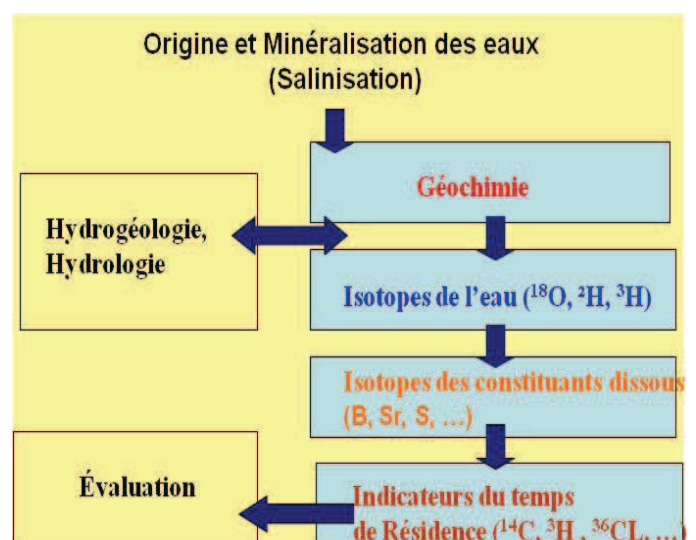 Origine et Minéralisation des eaux
(Salinisation)
Géochimie
Hydrogéologie,
Hydrologie
Isotopes de l'eau (¹⁸O, ²H, ³H)
Isotopes des constituants dissous
(B, Sr, S, …)
Évaluation
Indicateurs du temps
de Résidence (¹⁴C, ³H , ³⁶CL, …)